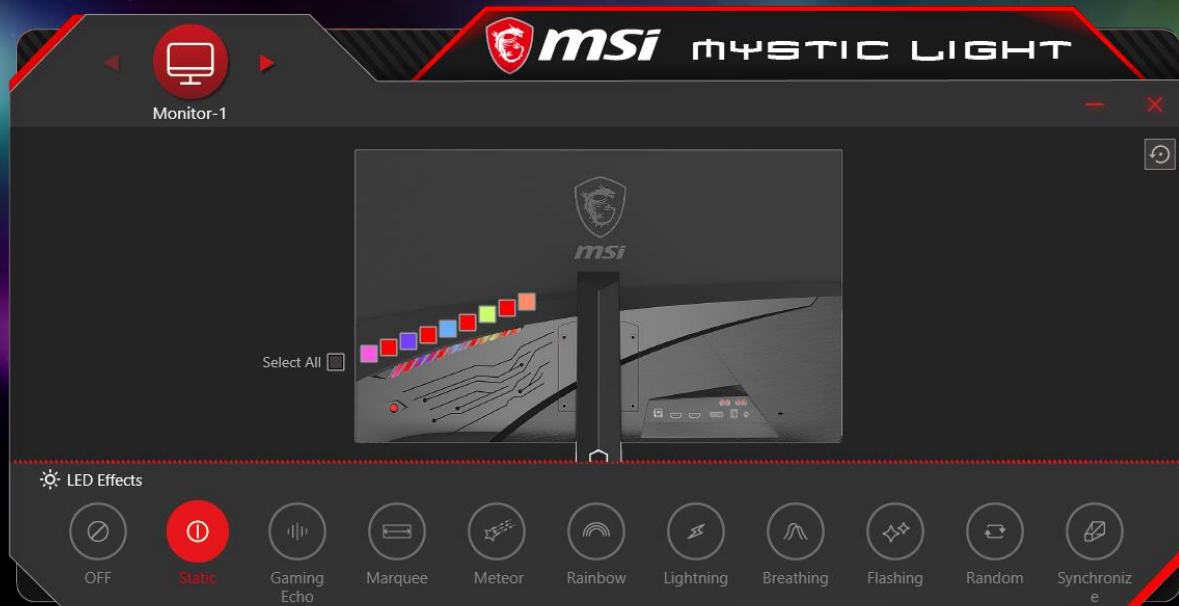 msi MYSTIC LIGHT
Monitor-1
msi
Select All
LED Effects
OFF
Static
Gaming
Echo
Marquee
Meteor
Rainbow
Lightning
Breathing
Flashing
Random
Synchroniz
e